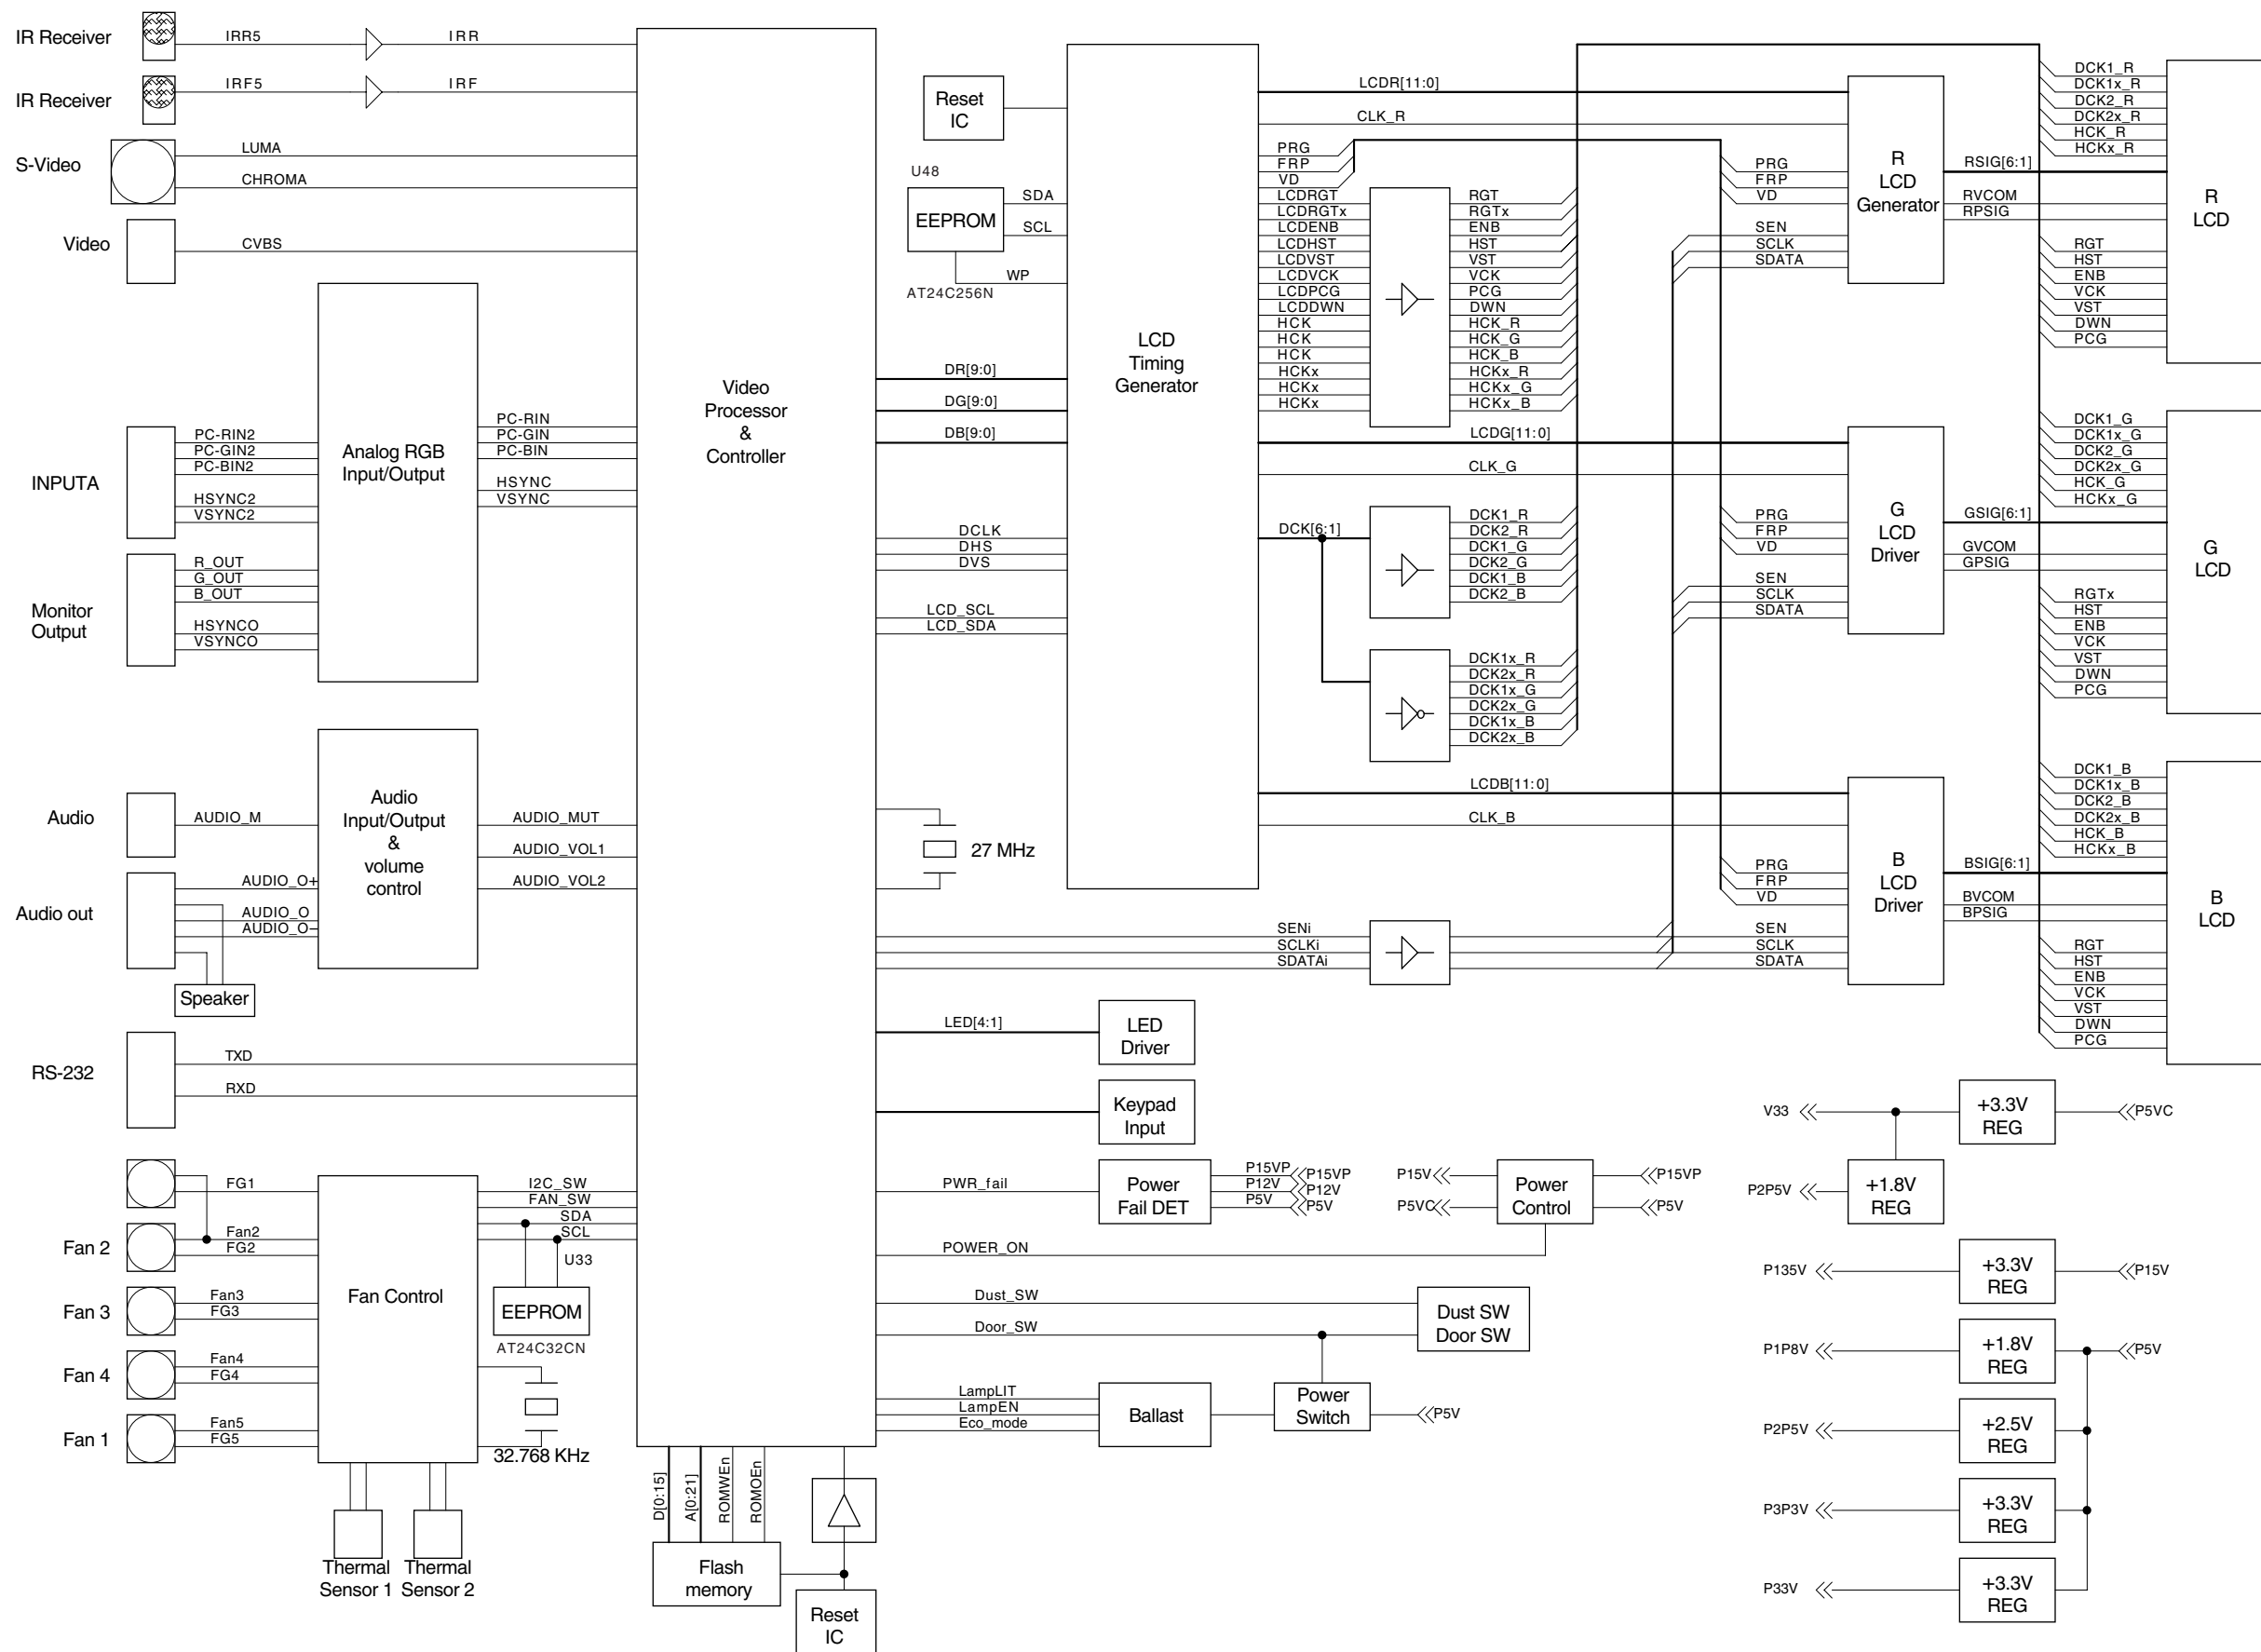 IR Receiver
IRR5
IRR
IR Receiver
IRF5
IRF
S-Video
LUMA
CHROMA
Video
CVBS
INPUTA
PC-RIN2
PC-GIN2
PC-BIN2
HSYNC2
VSYNC2
Monitor
Output
R_OUT
G_OUT
B_OUT
HSYNCO
VSYNCO
Analog RGB
Input/Output
PC-RIN
PC-GIN
PC-BIN
HSYNC
VSYNC
Audio
AUDIO_M
Audio out
AUDIO_O+
AUDIO_O
AUDIO_O–
Speaker
Audio
Input/Output
&
volume
control
AUDIO_MUT
AUDIO_VOL1
AUDIO_VOL2
RS-232
TXD
RXD
FG1
Fan 2
Fan2
FG2
Fan 3
Fan3
FG3
Fan 4
Fan4
FG4
Fan 1
Fan5
FG5
Fan Control
I2C_SW
FAN_SW
SDA
SCL
U33
EEPROM
AT24C32CN
32.768 KHz
Thermal
Sensor 1
Thermal
Sensor 2
Video
Processor
&
Controller
D[0:15]
A[0:21]
ROMWEn
ROMOEn
Flash
memory
Reset
IC
Reset
IC
U48
EEPROM
AT24C256N
SDA
SCL
WP
DR[9:0]
DG[9:0]
DB[9:0]
DCLK
DHS
DVS
LCD_SCL
LCD_SDA
27 MHz
LCD
Timing
Generator
LCDR[11:0]
CLK_R
PRG
FRP
VD
LCDRGT
LCDRGTx
LCDENB
LCDHST
LCDVST
LCDVCK
LCDPCG
LCDDWN
HCK
HCK
HCK
HCKx
HCKx
HCKx
RGT
RGTx
ENB
HST
VST
VCK
PCG
DWN
HCK_R
HCK_G
HCK_B
HCKx_R
HCKx_G
HCKx_B
LCDG[11:0]
CLK_G
DCK[6:1]
DCK1_R
DCK2_R
DCK1_G
DCK2_G
DCK1_B
DCK2_B
DCK1x_R
DCK2x_R
DCK1x_G
DCK2x_G
DCK1x_B
DCK2x_B
LCDB[11:0]
CLK_B
SENi
SCLKi
SDATAi
PRG
FRP
VD
SEN
SCLK
SDATA
R
LCD
Generator
RSIG[6:1]
RVCOM
RPSIG
DCK1_R
DCK1x_R
DCK2_R
DCK2x_R
HCK_R
HCKx_R
RGT
HST
ENB
VCK
VST
DWN
PCG
R
LCD
PRG
FRP
VD
SEN
SCLK
SDATA
G
LCD
Driver
GSIG[6:1]
GVCOM
GPSIG
DCK1_G
DCK1x_G
DCK2_G
DCK2x_G
HCK_G
HCKx_G
RGTx
HST
ENB
VCK
VST
DWN
PCG
G
LCD
PRG
FRP
VD
SEN
SCLK
SDATA
B
LCD
Driver
BSIG[6:1]
BVCOM
BPSIG
DCK1_B
DCK1x_B
DCK2_B
DCK2x_B
HCK_B
HCKx_B
RGT
HST
ENB
VCK
VST
DWN
PCG
B
LCD
LED[4:1]
LED
Driver
Keypad
Input
PWR_fail
Power
Fail DET
P15VP
P12V
P5V
P15VP
P12V
P5V
P15V
P5VC
Power
Control
P15VP
P5V
POWER_ON
Dust_SW
Door_SW
Dust SW
Door SW
LampLIT
LampEN
Eco_mode
Ballast
Power
Switch
P5V
V33
+3.3V
REG
P5VC
P2P5V
+1.8V
REG
P135V
+3.3V
REG
P15V
P1P8V
+1.8V
REG
P5V
P2P5V
+2.5V
REG
P3P3V
+3.3V
REG
P33V
+3.3V
REG